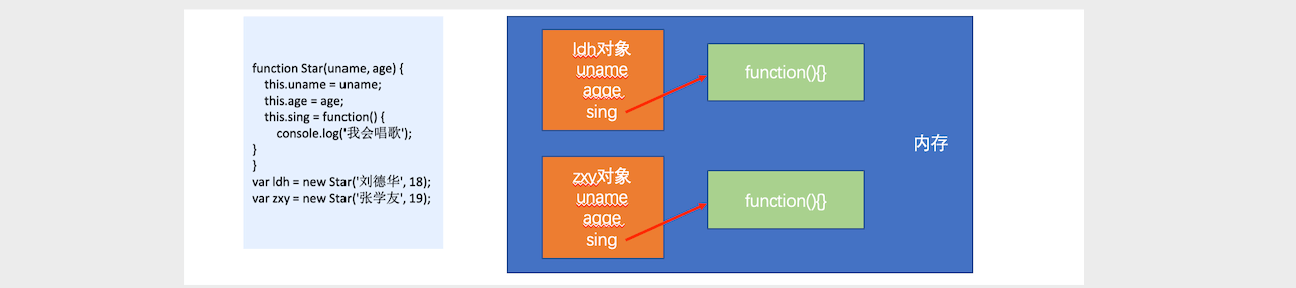 function Star(uname, age) {
this.uname = uname;
this.age = age;
this.sing = function() {
console.log('我会唱歌');
}
}
var ldh = new Star('刘德华', 18);
var zxy = new Star('张学友', 19);
ldh对象
uname
agge
sing
function(){}
zxy对象
uname
agge
sing
function(){}
内存